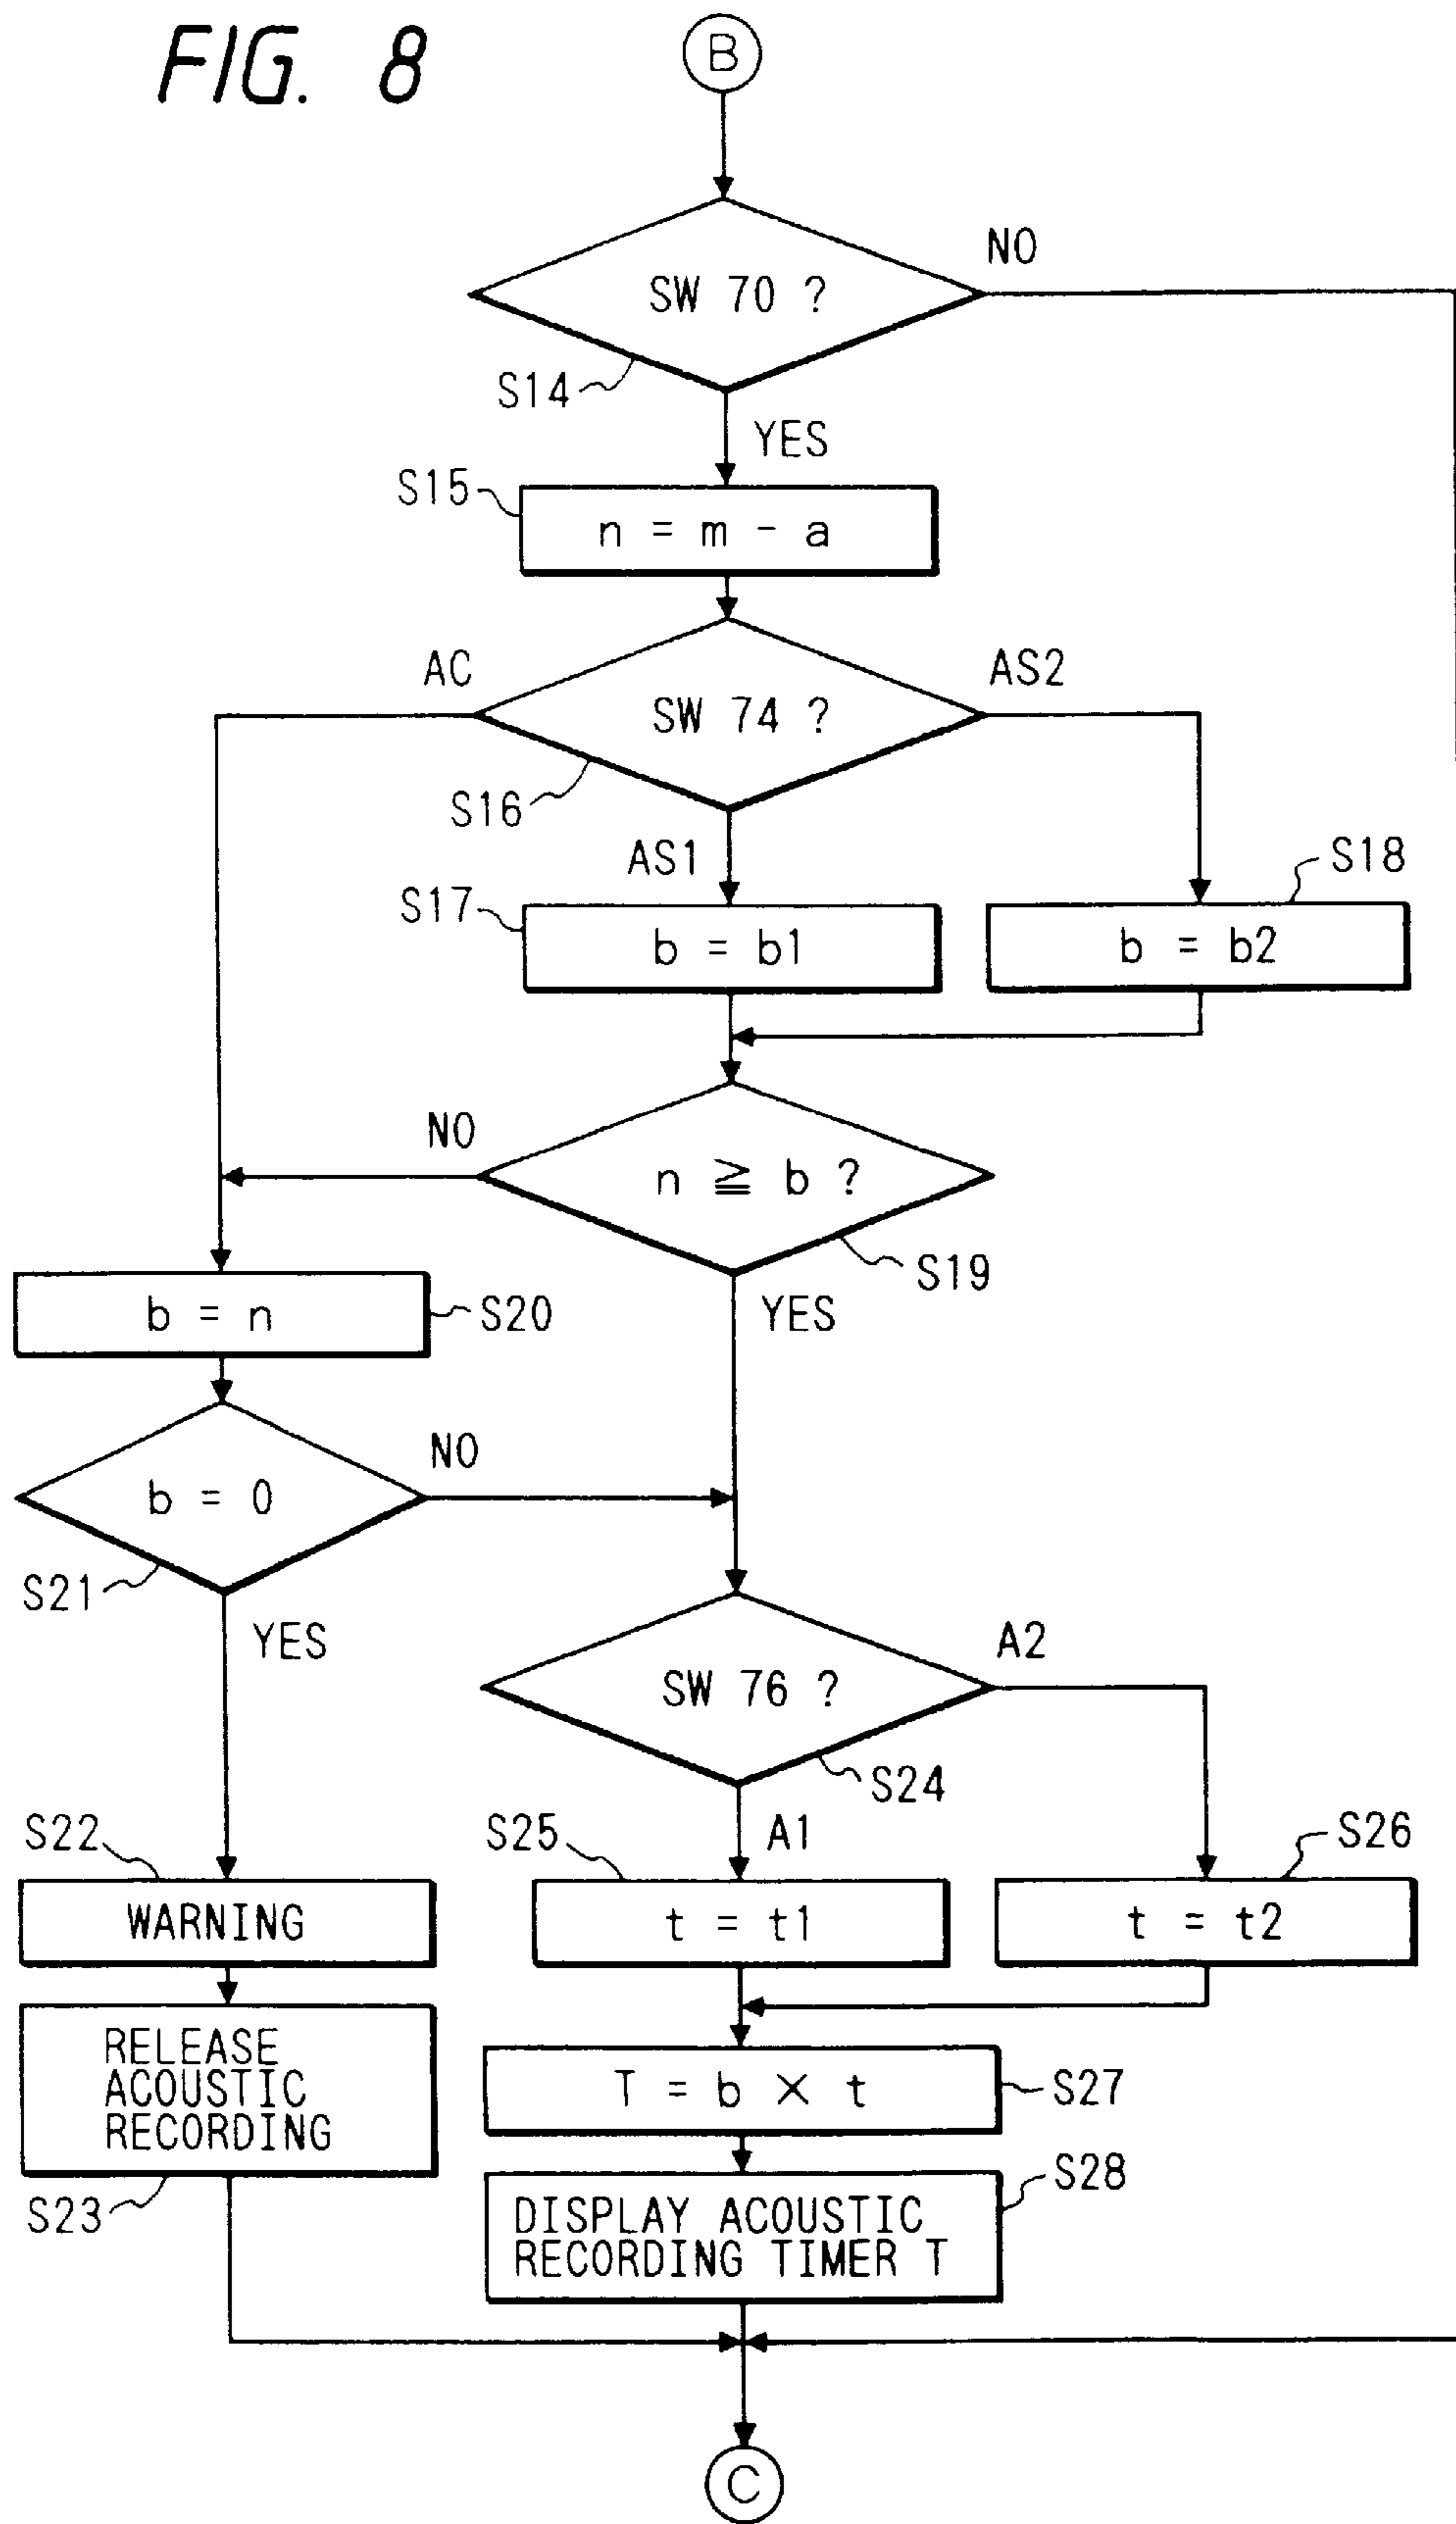 FIG. 8
B
SW 70 ?
NO
S14
YES
S15
n = m - a
AC
SW 74 ?
AS2
S16
AS1
S18
S17
b = b1
b = b2
NO
n ≧ b ?
S19
b = n
S20
YES
b = 0
NO
S21
YES
SW 76 ?
A2
S24
S22
S25
A1
S26
WARNING
t = t1
t = t2
RELEASE
ACOUSTIC
RECORDING
T = b × t
S27
S23
S28
DISPLAY ACOUSTIC
RECORDING TIMER T
C